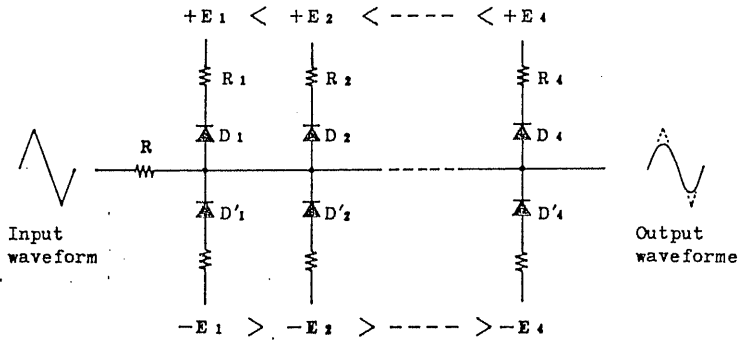 +E1 < +E2 < ---- < +E4
R1 R2 R4
R D1 D2 D4
D'1 D'2 D'4
Input
waveform
Output
waveforme
-E1 > -E2 > ---- > -E4